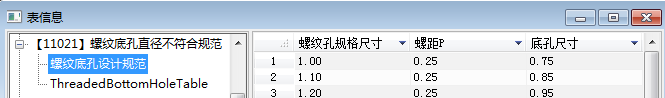 表信息
【11021】螺纹底孔直径不符合规范
螺纹底孔设计规范
ThreadedBottomHoleTable
螺纹孔规格尺寸 螺距P 底孔尺寸
1 1.00 0.25 0.75
2 1.10 0.25 0.85
3 1.20 0.25 0.95